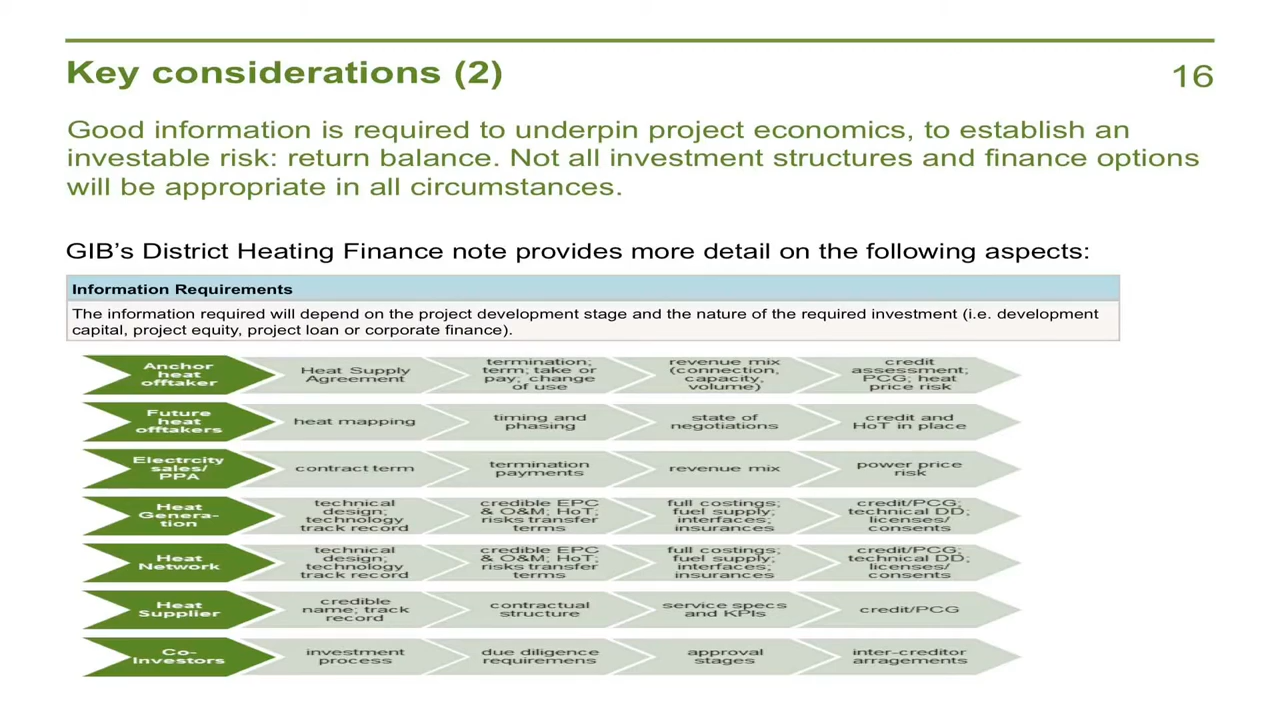 Key considerations (2)
16
Good information is required to underpin project economics, to establish an
investable risk: return balance. Not all investment structures and finance options
will be appropriate in all circumstances.
GIB’s District Heating Finance note provides more detail on the following aspects:
Information Requirements
The information required will depend on the project development stage and the nature of the required investment (i.e. development
capital, project equity, project loan or corporate finance).
Anchor
heat
offtaker
Heat Supply
Agreement
termination;
term; take or
pay; change
of use
revenue mix
(connection,
capacity,
volume)
credit
assessment;
PCG; heat
price risk
Future
heat
offtakers
heat mapping
timing and
phasing
state of
negotiations
credit and
HoT in place
Electrcity
sales/
PPA
contract term
termination
payments
revenue mix
power price
risk
Heat
Genera-
tion
technical
design;
technology
track record
credible EPC
& O&M; HoT;
risks transfer
terms
full costings;
fuel supply;
interfaces;
insurances
credit/PCG;
technical DD;
licenses/
consents
Heat
Network
technical
design;
technology
track record
credible EPC
& O&M; HoT;
risks transfer
terms
full costings;
fuel supply;
interfaces;
insurances
credit/PCG;
technical DD;
licenses/
consents
Heat
Supplier
credible
name; track
record
contractual
structure
service specs
and KPIs
credit/PCG
Co-
Investors
investment
process
due diligence
requiremens
approval
stages
inter-creditor
arragements